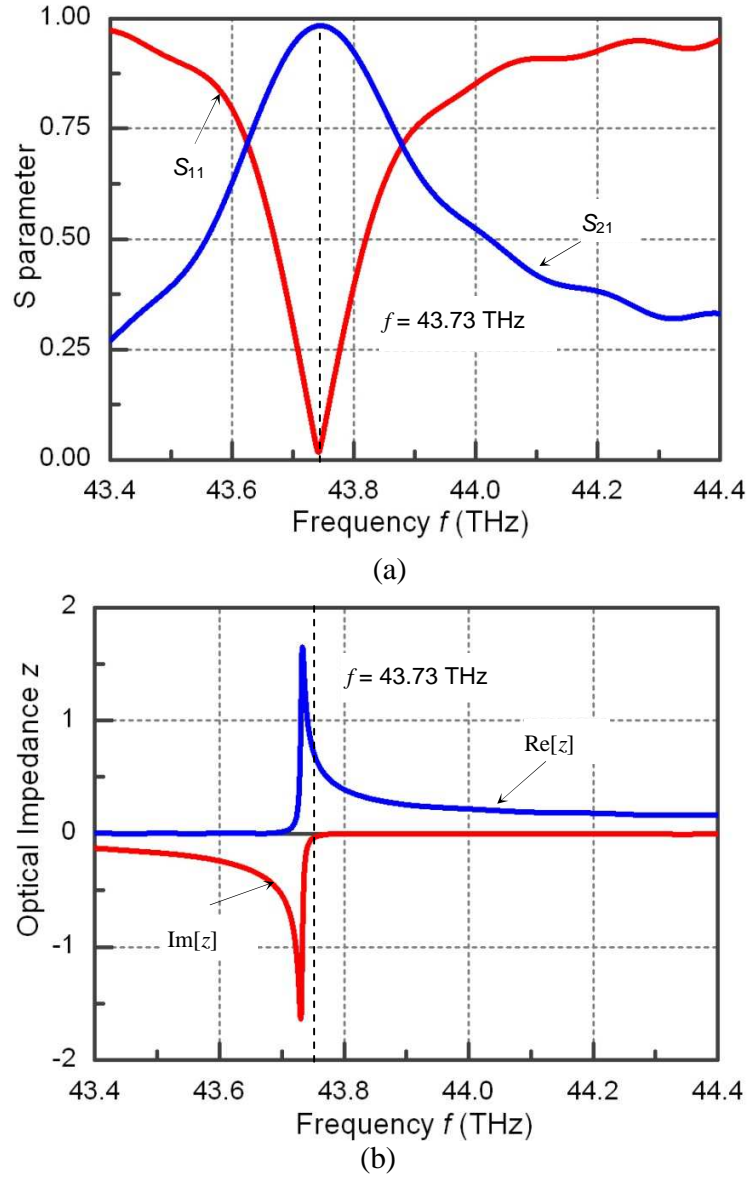 1.00
0.75
0.50
0.25
0.00
S parameter
S11
S21
f = 43.73 THz
43.4 43.6 43.8 44.0 44.2 44.4
Frequency f (THz)
(a)
2
1
0
-1
-2
Optical Impedance z
f = 43.73 THz
Re[z]
Im[z]
43.4 43.6 43.8 44.0 44.2 44.4
Frequency f (THz)
(b)